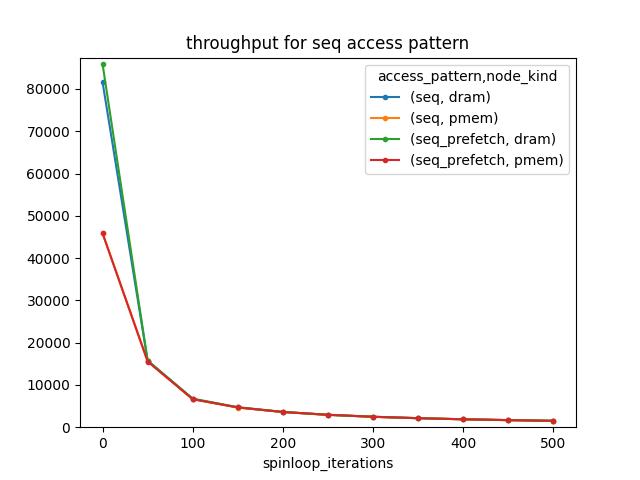 throughput for seq access pattern
access_pattern,node_kind
(seq, dram)
(seq, pmem)
(seq_prefetch, dram)
(seq_prefetch, pmem)
80000
70000
60000
50000
40000
30000
20000
10000
0
0 100 200 300 400 500
spinloop_iterations